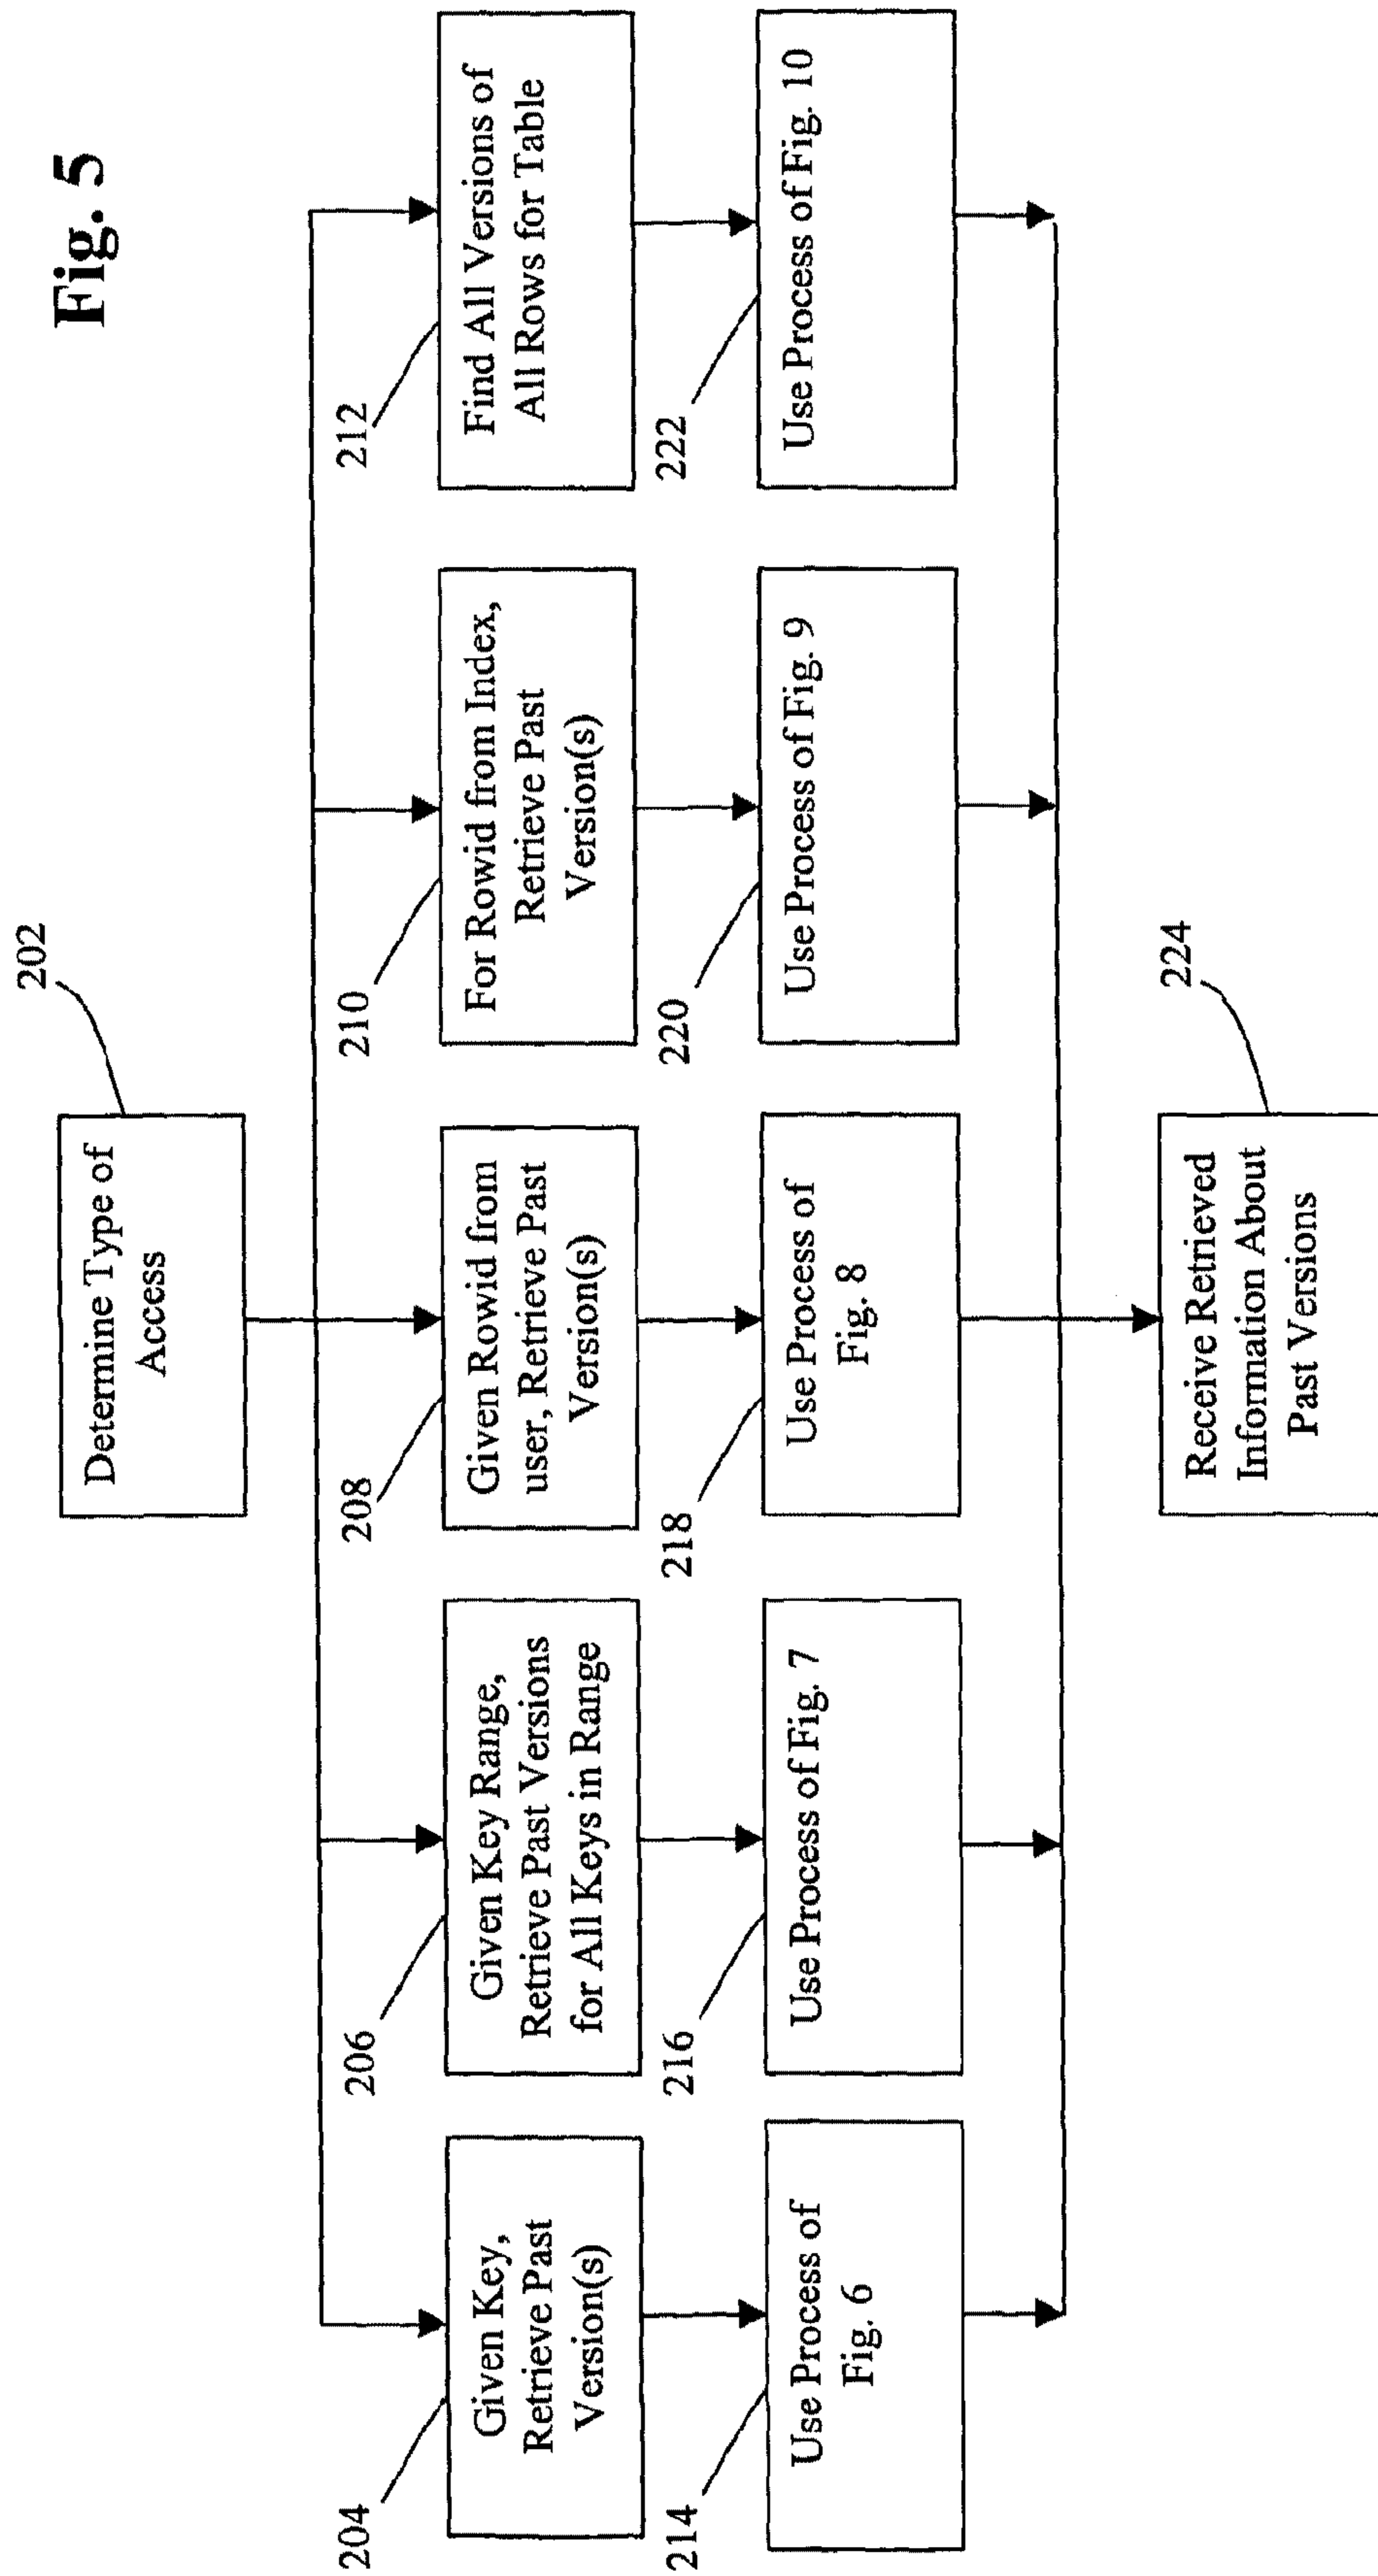 Fig. 5
202
Determine Type of
Access
204
Given Key,
Retrieve Past
Version(s)
206
Given Key Range,
Retrieve Past Versions
for All Keys in Range
208
Given Rowid from
user, Retrieve Past
Version(s)
210
For Rowid from Index,
Retrieve Past
Version(s)
212
Find All Versions of
All Rows for Table
214
Use Process of
Fig. 6
216
Use Process of Fig. 7
218
Use Process of
Fig. 8
220
Use Process of Fig. 9
222
Use Process of Fig. 10
224
Receive Retrieved
Information About
Past Versions